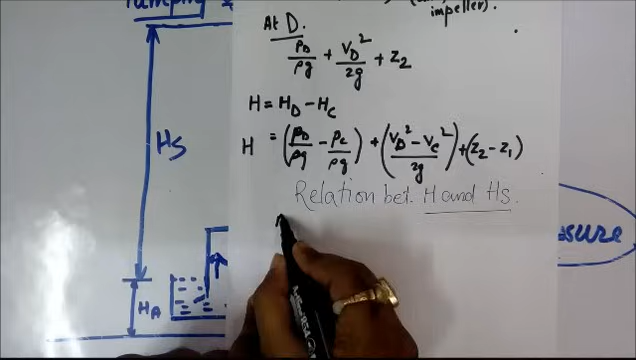 Pumping
impeller).
At D.
pD/ρg + VD²/2g + Z2
H = HD - HC
H = (pD/ρg - pC/ρg) + (VD² - VC²/2g) + (Z2 - Z1)
Relation bet. H and Hs.
HS
HA